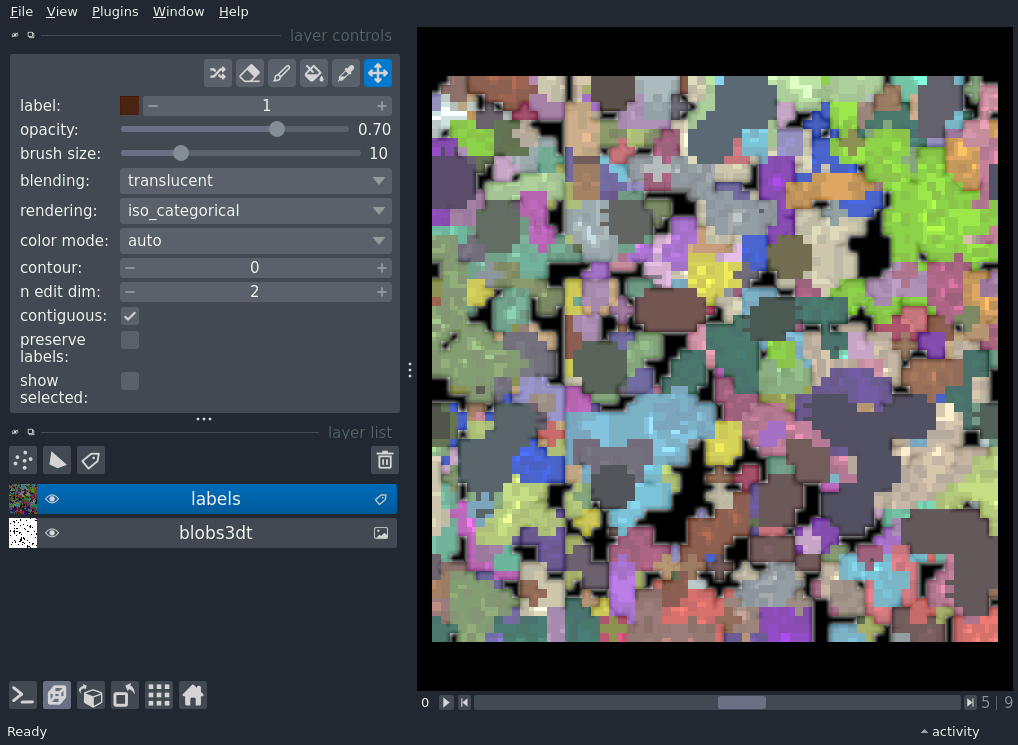 File View Plugins Window Help
layer controls
label: 1
opacity: 0.70
brush size: 10
blending: translucent
rendering: iso_categorical
color mode: auto
contour: 0
n edit dim: 2
contiguous:
preserve
labels:
show
selected:
layer list
labels
blobs3dt
0 5 | 9
Ready activity